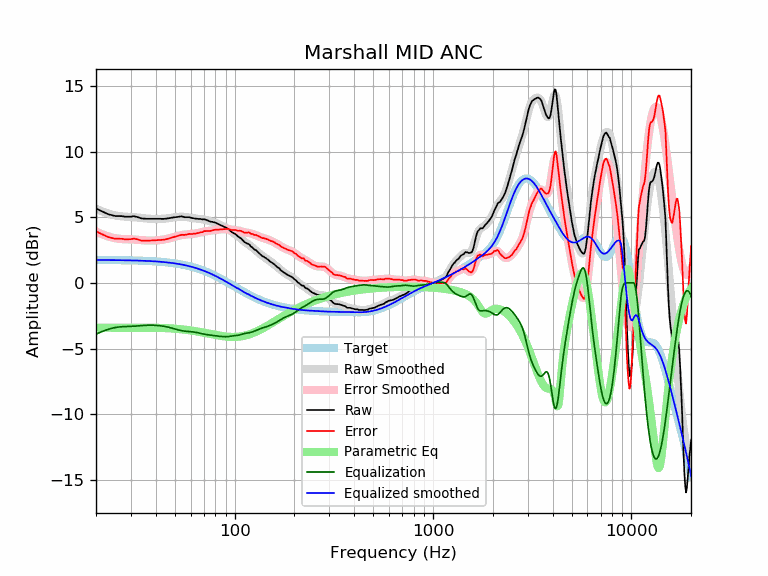 Marshall MID ANC
Amplitude (dBr)
15
10
5
0
−5
−10
−15
Target
Raw Smoothed
Error Smoothed
Raw
Error
Parametric Eq
Equalization
Equalized smoothed
100
1000
10000
Frequency (Hz)